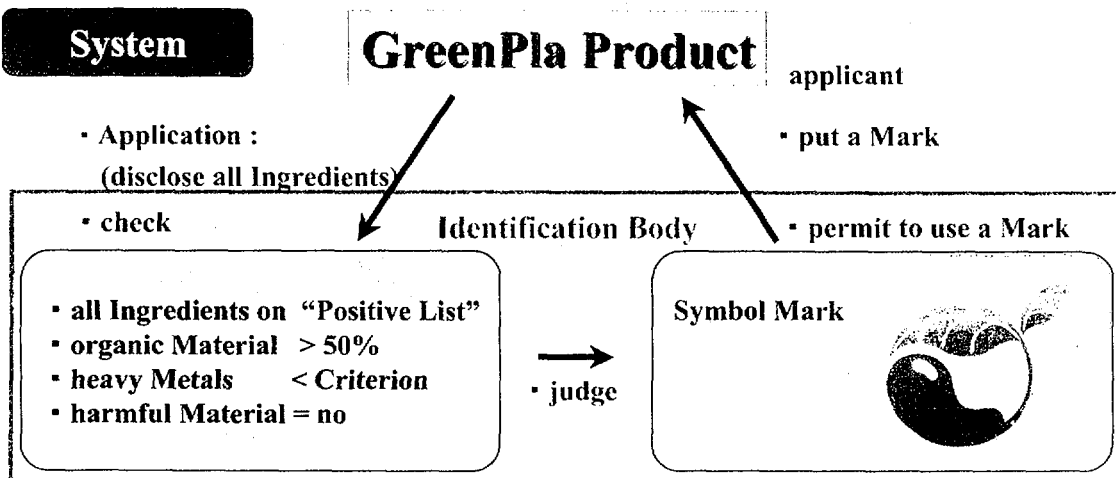 System
GreenPla Product
applicant
▪ Application :
(disclose all Ingredients)
▪ put a Mark
▪ check
Identification Body
▪ permit to use a Mark
▪ all Ingredients on “Positive List”
▪ organic Material > 50%
▪ heavy Metals < Criterion
▪ harmful Material = no
▪ judge
Symbol Mark